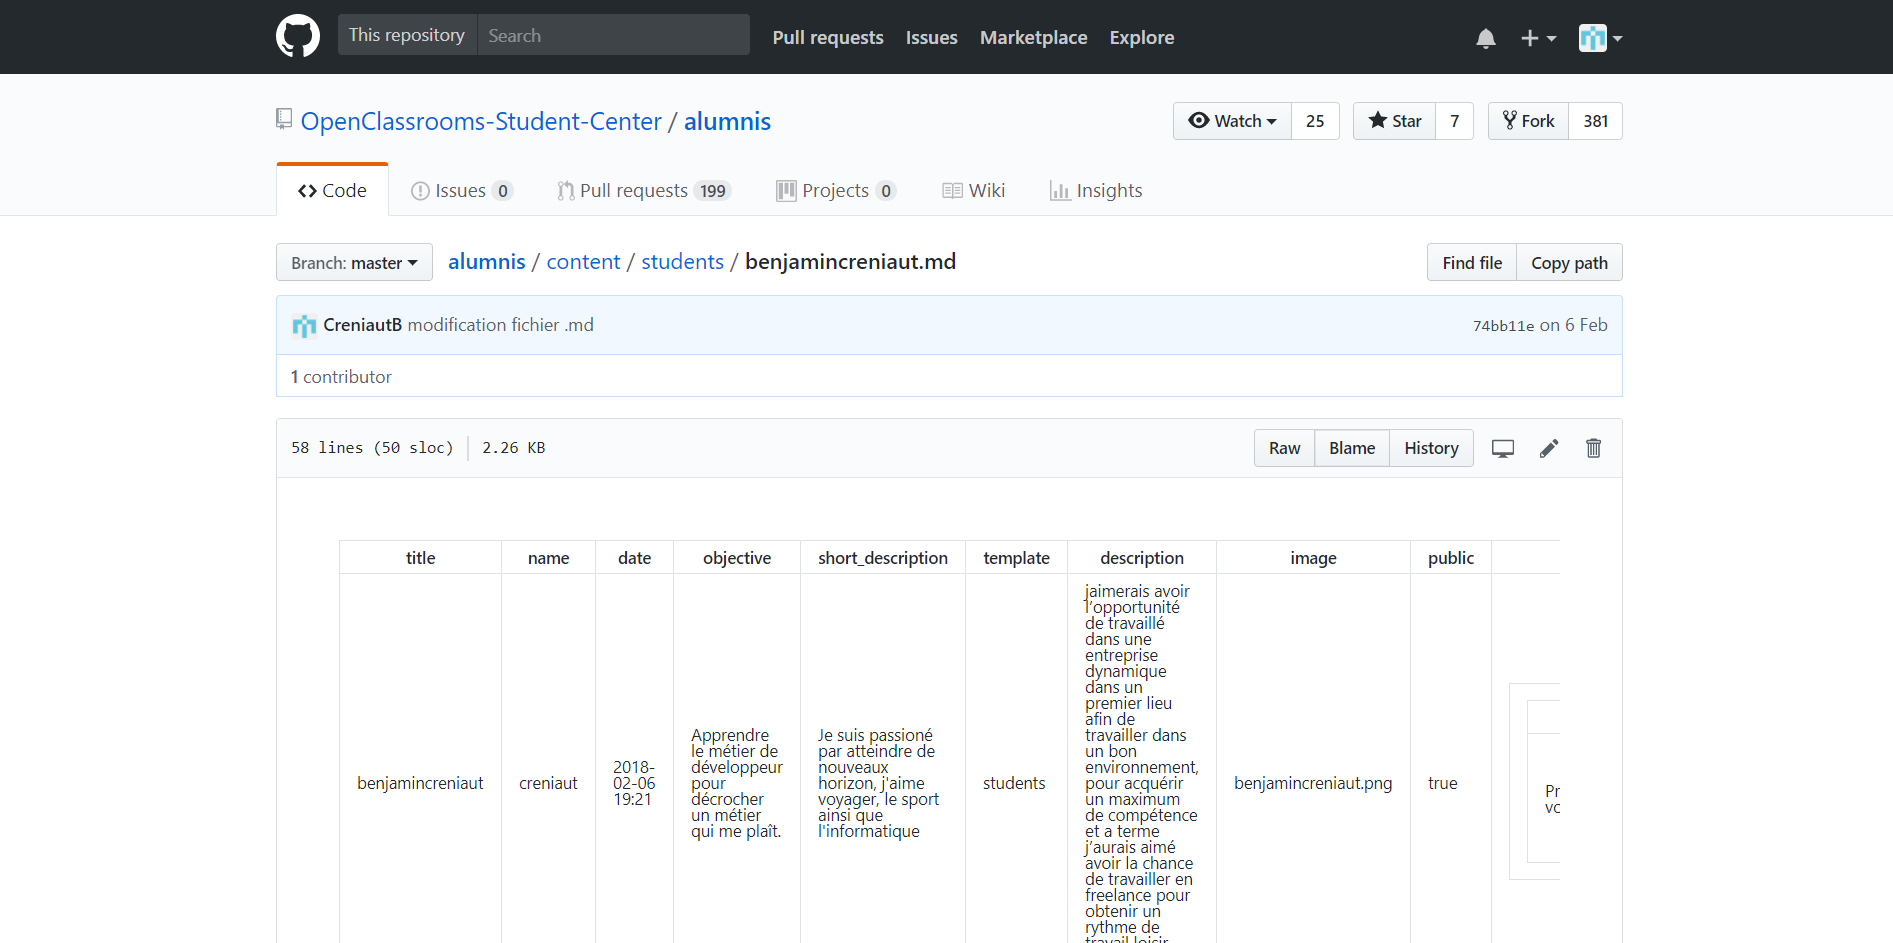 This repository Search Pull requests Issues Marketplace Explore
OpenClassrooms-Student-Center / alumnis Watch 25 Star 7 Fork 381
Code Issues 0 Pull requests 199 Projects 0 Wiki Insights
Branch: master alumnis / content / students / benjamincreniaut.md Find file Copy path
CreniautB modification fichier .md 74bb11e on 6 Feb
1 contributor
58 lines (50 sloc) 2.26 KB Raw Blame History
title name date objective short_description template description image public
benjamincreniaut
creniaut
2018-
02-06
19:21
Apprendre
le métier de
développeur
pour
décrocher
un métier
qui me plaît.
Je suis passioné
par atteindre de
nouveaux
horizon, j'aime
voyager, le sport
ainsi que
l'informatique
students
jaimerais avoir
l’opportunité
de travaillé
dans une
entreprise
dynamique
dans un
premier lieu
afin de
travailler dans
un bon
environnement,
pour acquérir
un maximum
de compétence
et a terme
j’aurais aimé
avoir la chance
de travailler en
freelance pour
obtenir un
rythme de
travail loisir
benjamincreniaut.png
true
Pr
vo